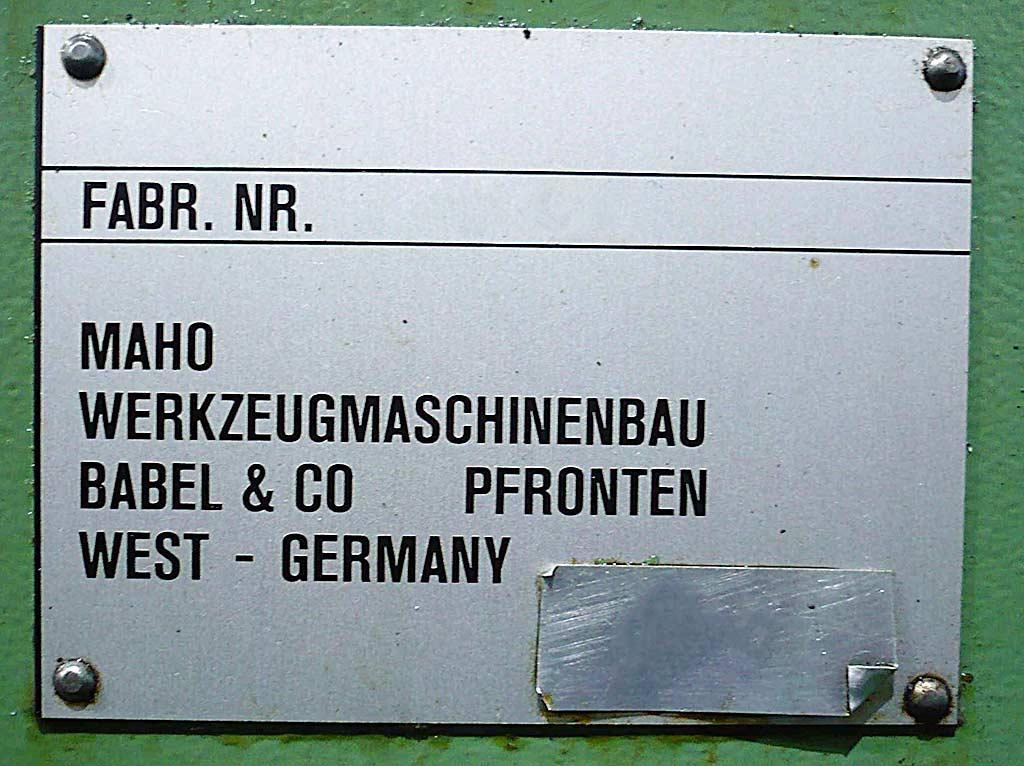 FABR. NR.
MAHO
WERKZEUGMASCHINENBAU
BABEL & CO PFRONTEN
WEST - GERMANY